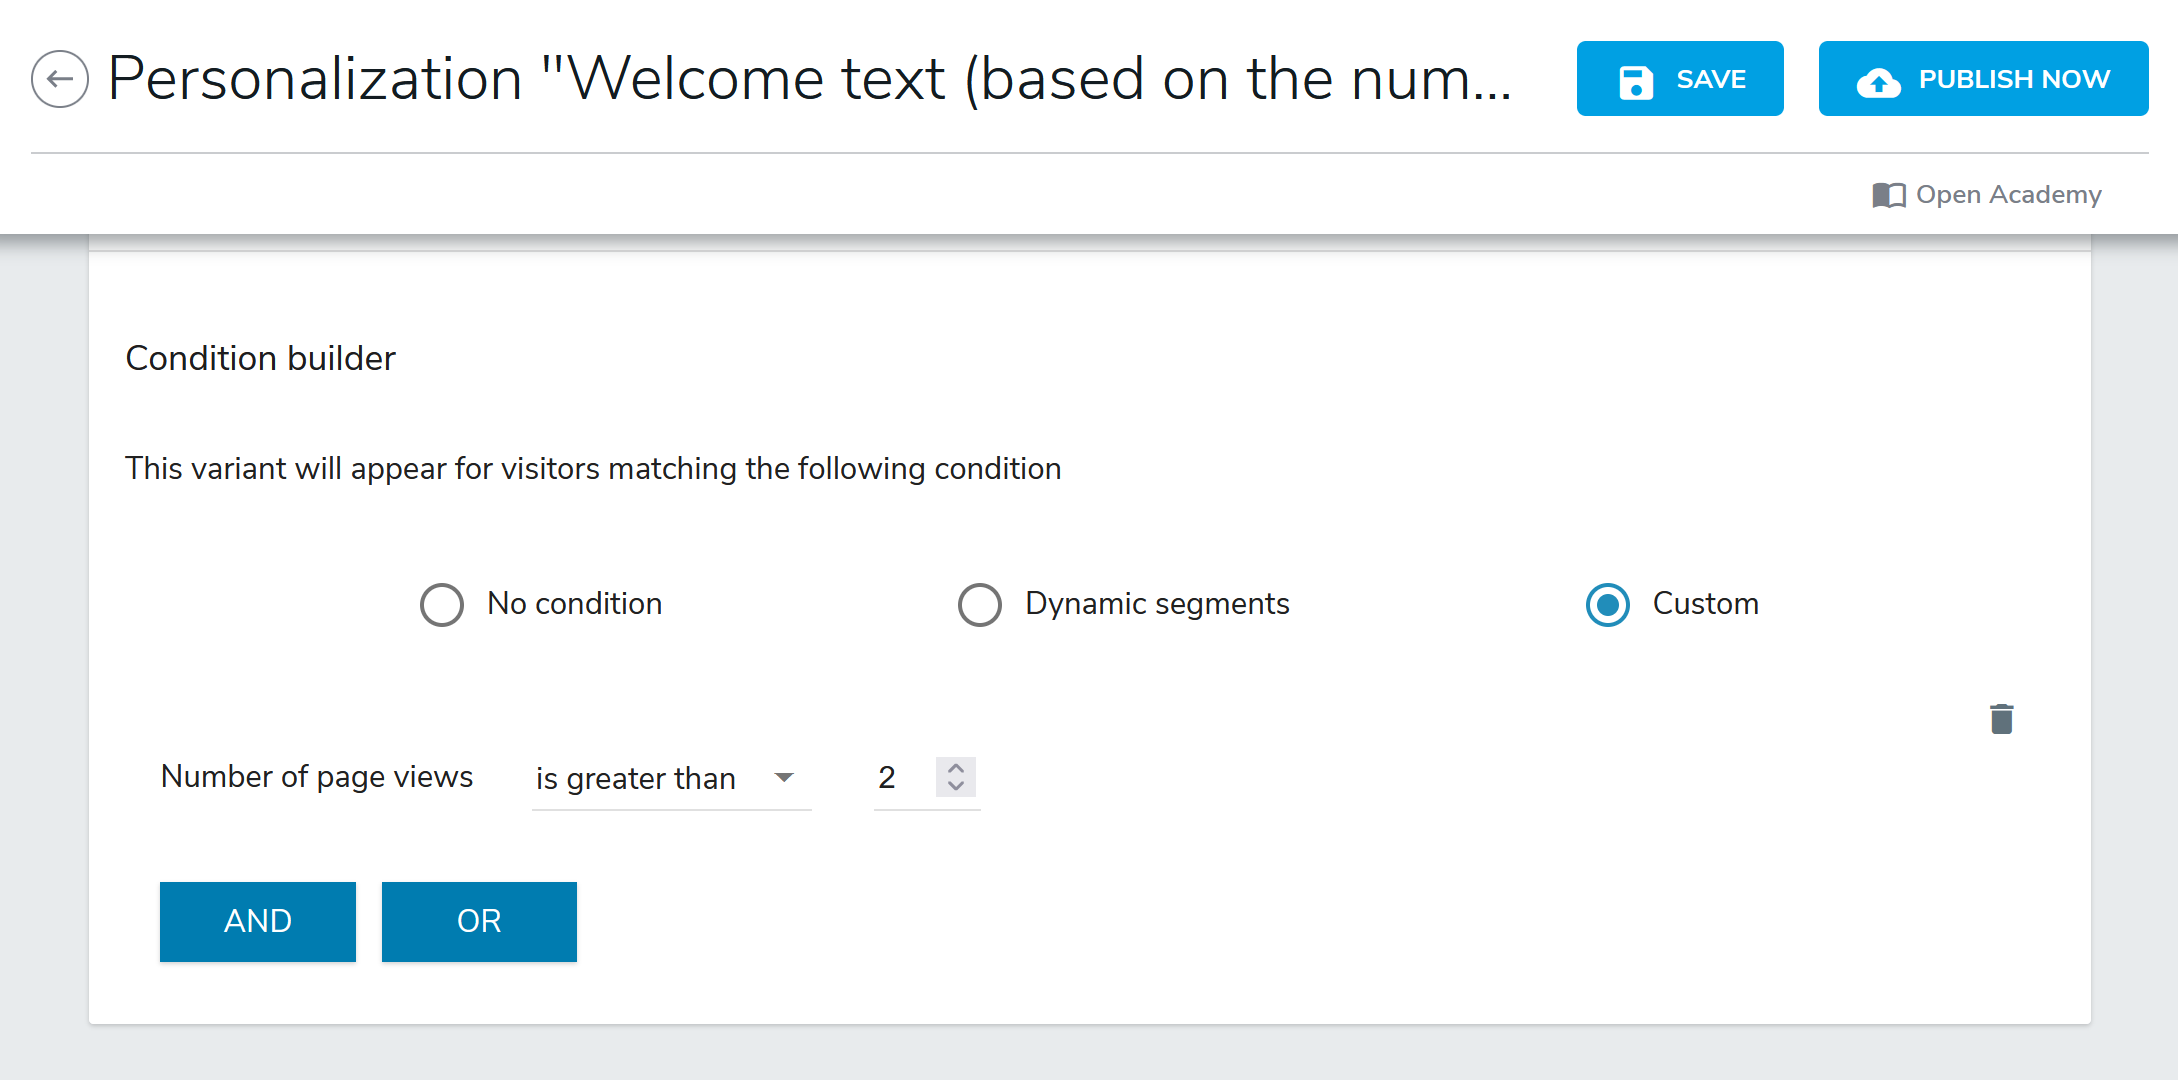 Personalization "Welcome text (based on the num...
SAVE
PUBLISH NOW
Open Academy
Condition builder
This variant will appear for visitors matching the following condition
No condition
Dynamic segments
Custom
Number of page views
is greater than
2
AND
OR